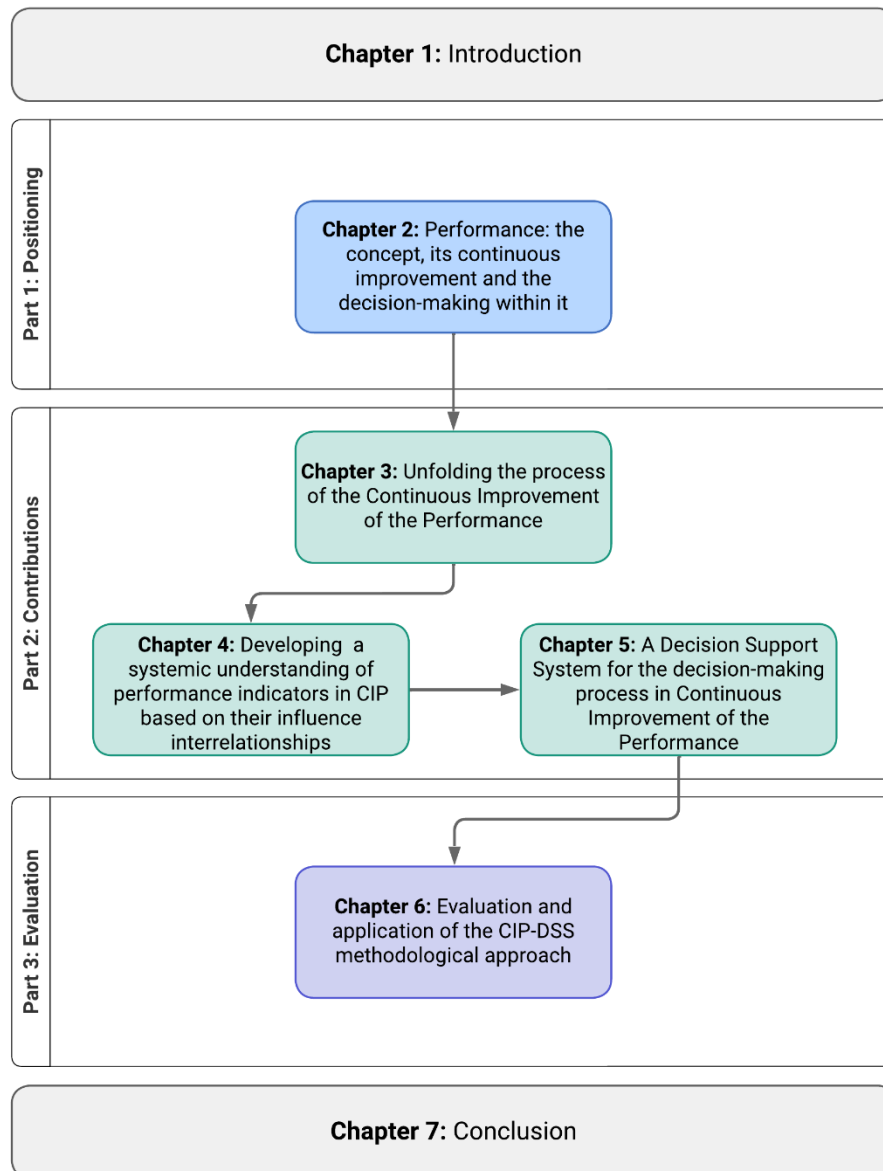 Chapter 1: Introduction
Part 1: Positioning
Chapter 2: Performance: the
concept, its continuous
improvement and the
decision-making within it
Part 2: Contributions
Chapter 3: Unfolding the process
of the Continuous Improvement
of the Performance
Chapter 4: Developing a
systemic understanding of
performance indicators in CIP
based on their influence
interrelationships
Chapter 5: A Decision Support
System for the decision-making
process in Continuous
Improvement of the
Performance
Part 3: Evaluation
Chapter 6: Evaluation and
application of the CIP-DSS
methodological approach
Chapter 7: Conclusion